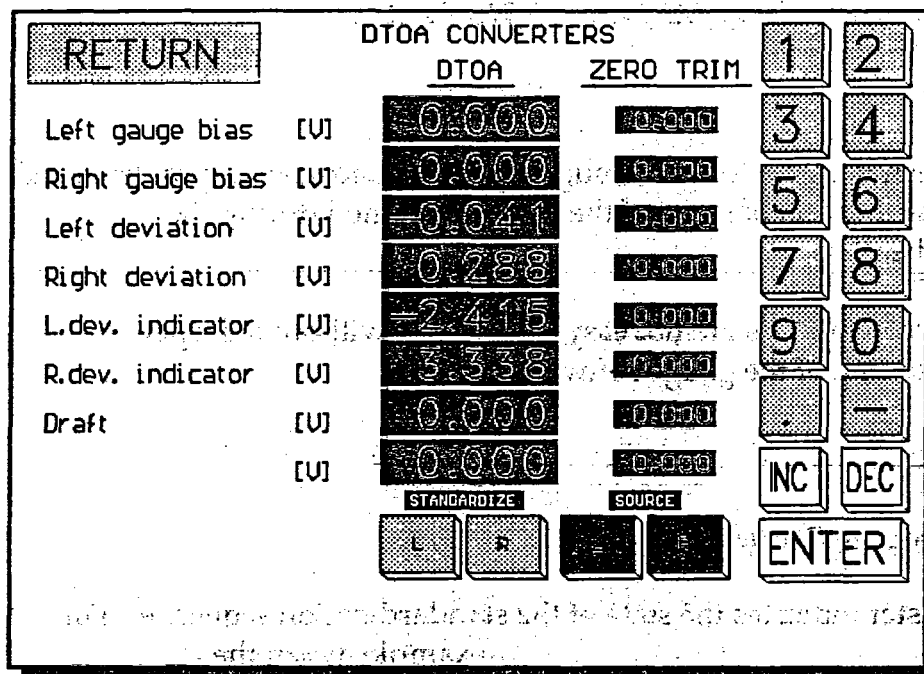 RETURN
DTOA CONVERTERS
DTOA ZERO TRIM
Left gauge bias [V] 0.000 0.000
Right gauge bias [V] 0.000 0.000
Left deviation [V] -0.041 0.000
Right deviation [V] 0.288 0.000
L.dev. indicator [V] -2.415 0.000
R.dev. indicator [V] 3.338 0.000
Draft [V] 0.000 0.000
[V] 0.000 0.000
STANDARDIZE SOURCE
L R
1 2
3 4
5 6
7 8
9 0
. -
INC DEC
ENTER